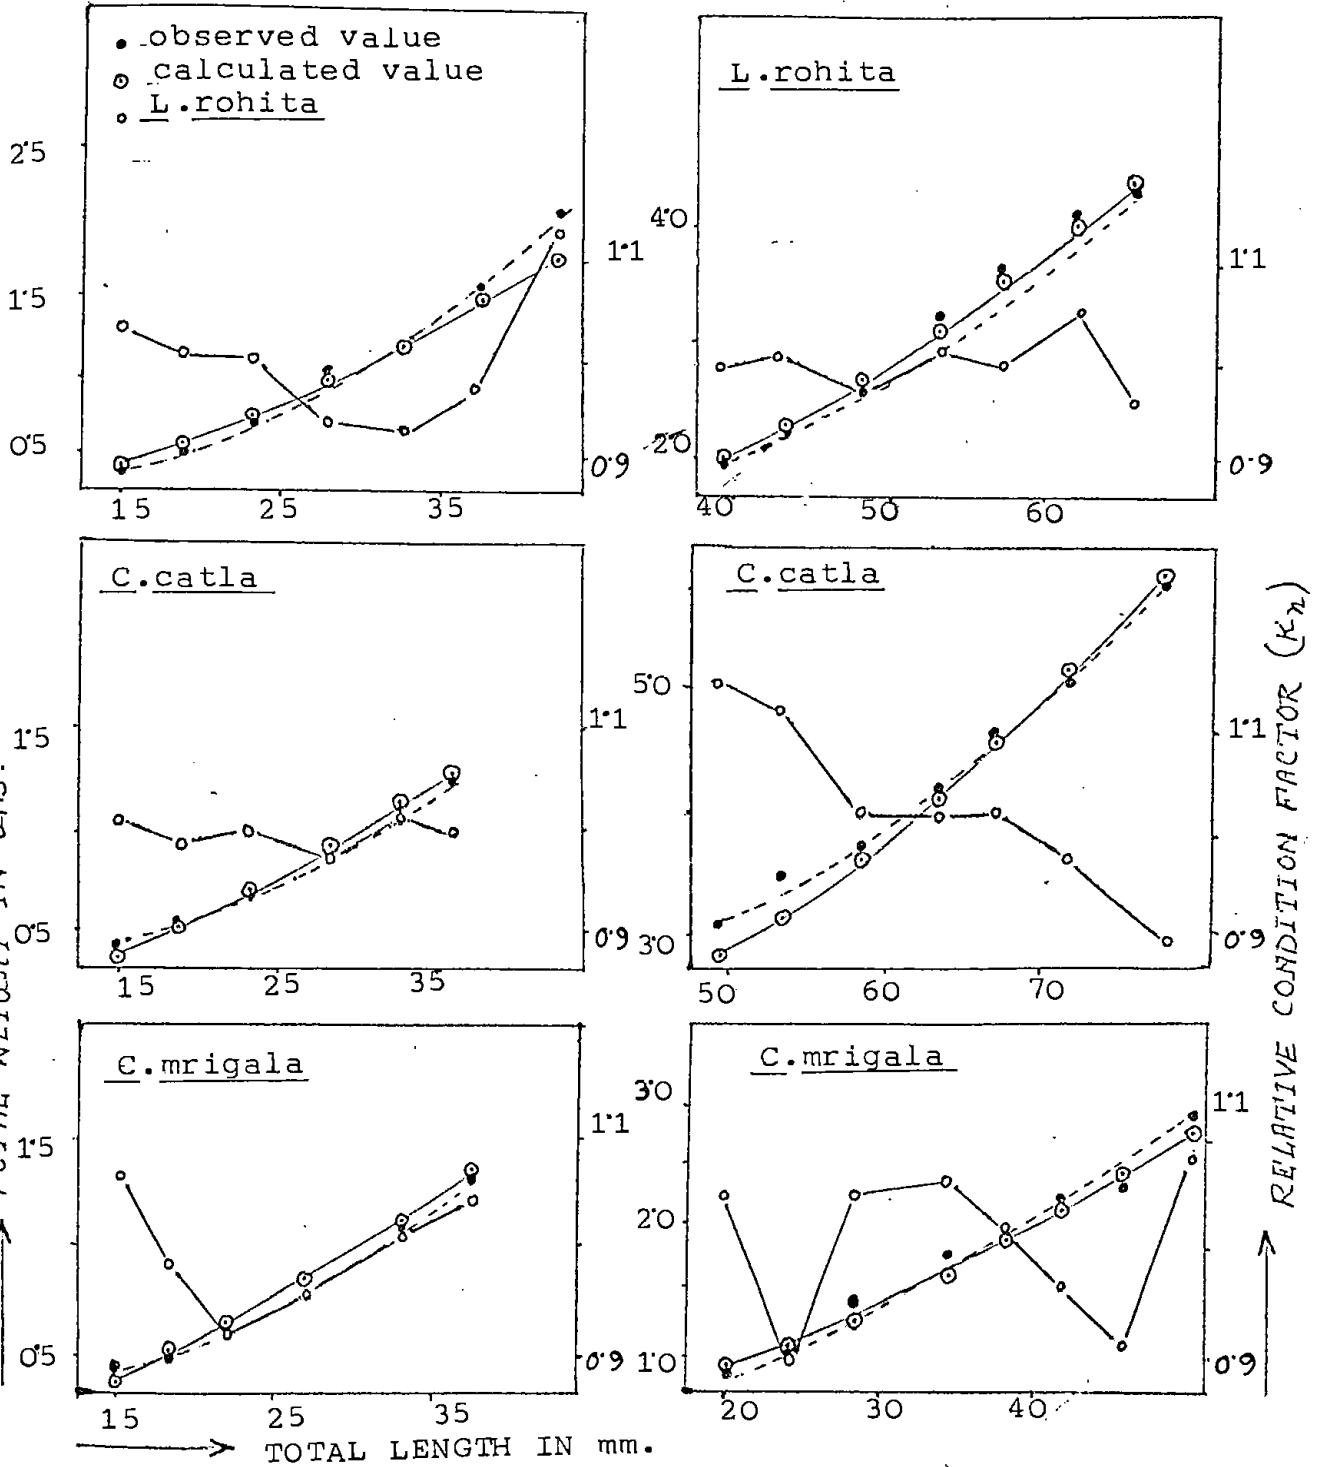 observed value
calculated value
L.rohita
2.5
1.5
0.5
1.1
0.9
15 25 35
L.rohita
4.0
2.0
1.1
0.9
40 50 60
C.catla
1.5
0.5
1.1
0.9
15 25 35
C.catla
5.0
3.0
1.1
0.9
50 60 70
C.mrigala
1.5
0.5
1.1
0.9
15 25 35
C.mrigala
3.0
2.0
1.0
1.1
0.9
20 30 40
TOTAL LENGTH IN mm.
RELATIVE CONDITION FACTOR (Kn)